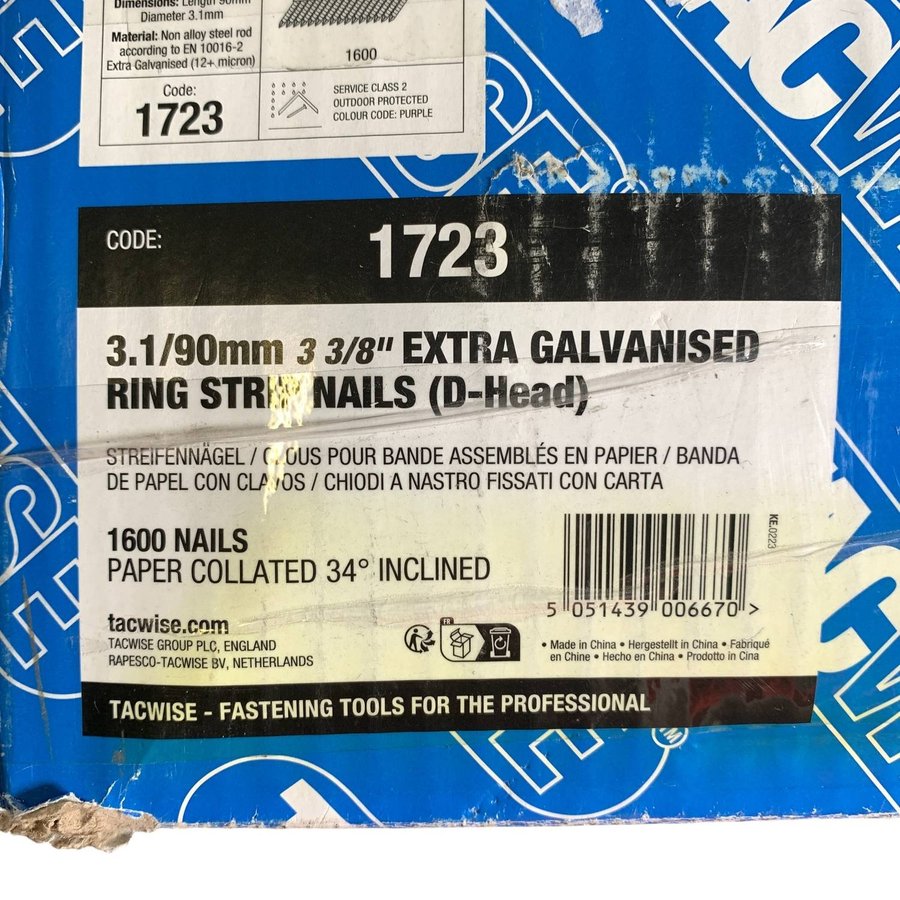 Dimensions: Length 90mm
Diameter 3.1mm
Material: Non alloy steel rod
according to EN 10016-2
Extra Galvanised (12+ micron)
1600
Code:
1723
SERVICE CLASS 2
OUTDOOR PROTECTED
COLOUR CODE: PURPLE
CODE:
1723
3.1/90mm 3 3/8" EXTRA GALVANISED
RING STRIP NAILS (D-Head)
STREIFENNÄGEL / CLOUS POUR BANDE ASSEMBLÉS EN PAPIER / BANDA
DE PAPEL CON CLAVOS / CHIODI A NASTRO FISSATI CON CARTA
1600 NAILS
PAPER COLLATED 34° INCLINED
KE.0223
5 051439 006670 >
tacwise.com
TACWISE GROUP PLC, ENGLAND
RAPESCO-TACWISE BV, NETHERLANDS
FR
• Made in China • Hergestellt in China • Fabriqué
en Chine • Hecho en China • Prodotto in Cina
TACWISE - FASTENING TOOLS FOR THE PROFESSIONAL